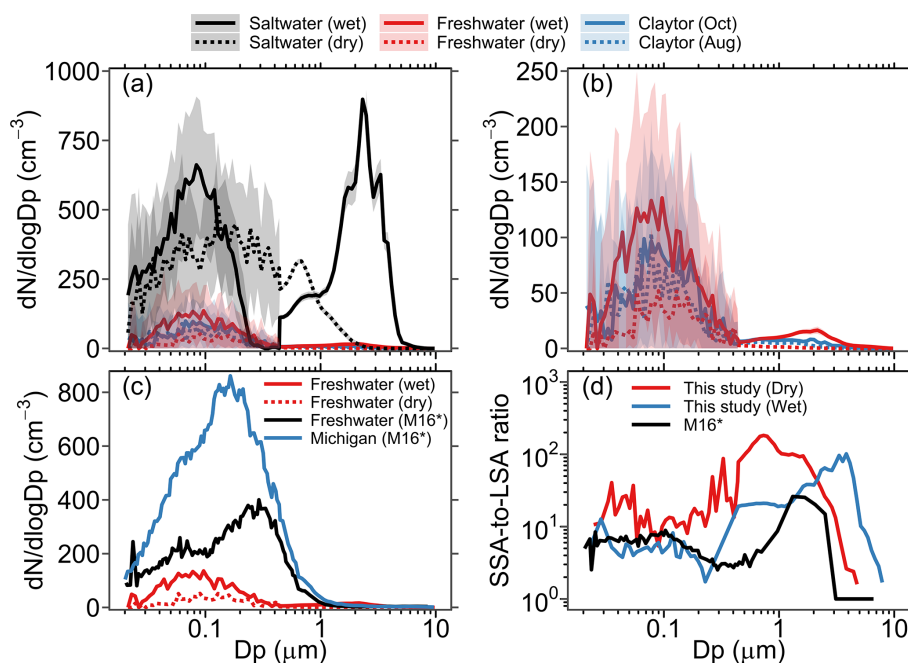 Saltwater (wet) Freshwater (wet) Claytor (Oct)
Saltwater (dry) Freshwater (dry) Claytor (Aug)
(a)
dN/dlogDp (cm⁻³)
1000
750
500
250
0
(b)
dN/dlogDp (cm⁻³)
250
200
150
100
50
0
(c)
Freshwater (wet)
Freshwater (dry)
Freshwater (M16*)
Michigan (M16*)
dN/dlogDp (cm⁻³)
800
600
400
200
0
0.1 1 10
Dp (μm)
(d)
This study (Dry)
This study (Wet)
M16*
SSA-to-LSA ratio
10³
10²
10¹
10⁰
0.1 1 10
Dp (μm)